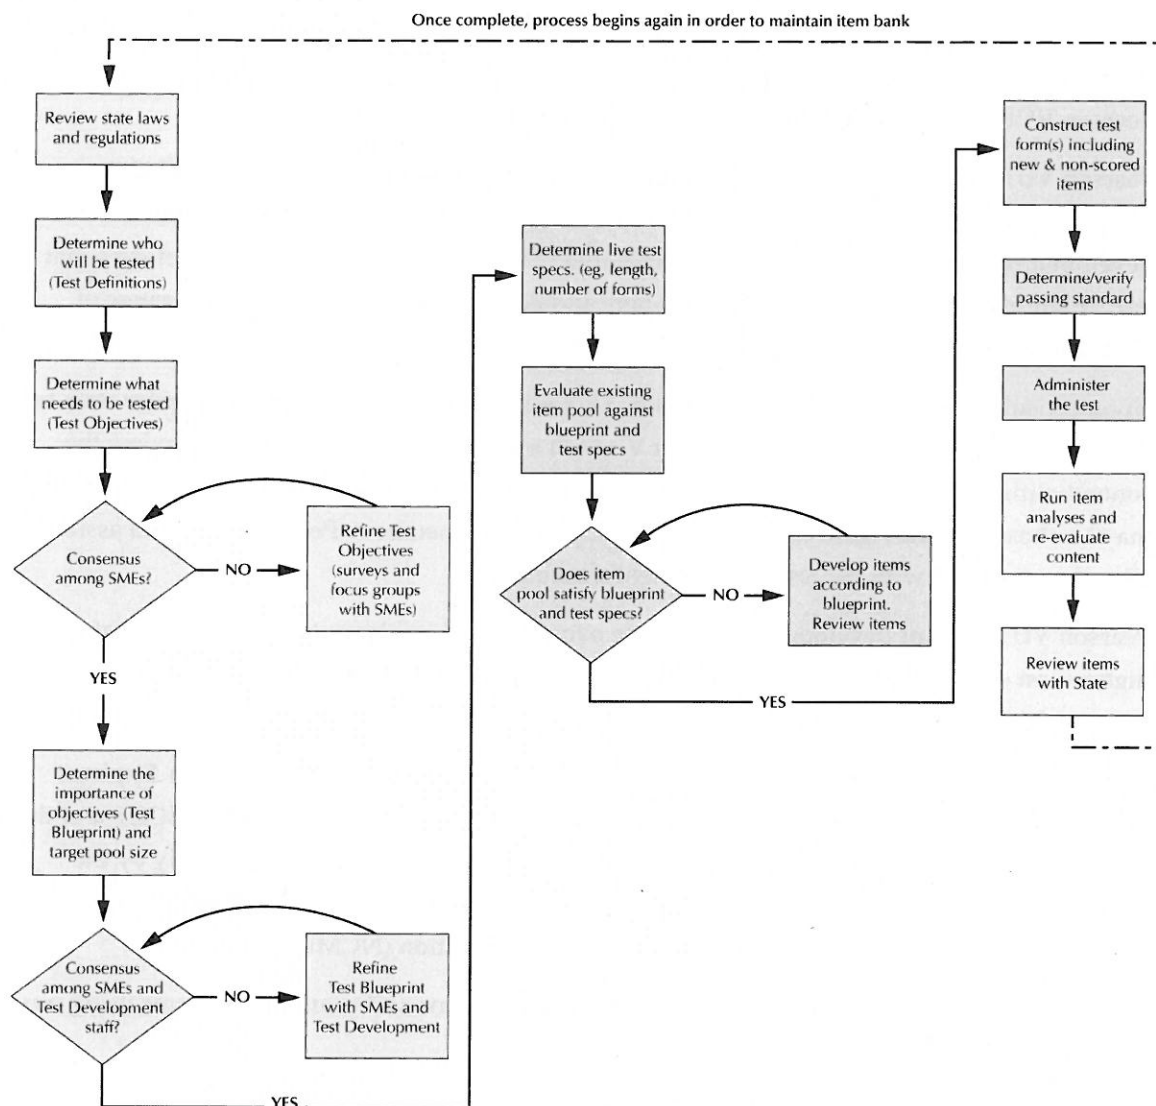 Once complete, process begins again in order to maintain item bank
Review state laws
and regulations
Determine who
will be tested
(Test Definitions)
Determine what
needs to be tested
(Test Objectives)
Consensus
among SMEs?
NO
Refine Test
Objectives
(surveys and
focus groups
with SMEs)
YES
Determine the
importance of
objectives (Test
Blueprint) and
target pool size
Consensus
among SMEs and
Test Development
staff?
NO
Refine
Test Blueprint
with SMEs and
Test Development
YES
Determine live test
specs. (eg, length,
number of forms)
Evaluate existing
item pool against
blueprint and
test specs
Does item
pool satisfy blueprint
and test specs?
NO
Develop items
according to
blueprint.
Review items
YES
Construct test
form(s) including
new & non-scored
items
Determine/verify
passing standard
Administer
the test
Run item
analyses and
re-evaluate
content
Review items
with State